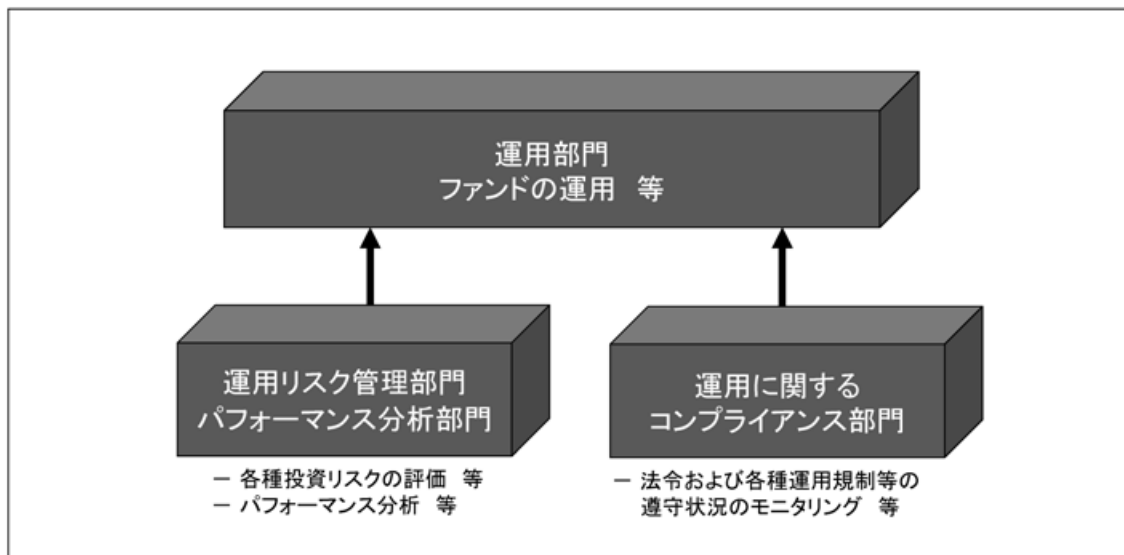 運用部門
ファンドの運用 等
運用リスク管理部門
パフォーマンス分析部門
－ 各種投資リスクの評価 等
－ パフォーマンス分析 等
運用に関する
コンプライアンス部門
－ 法令および各種運用規制等の
遵守状況のモニタリング 等